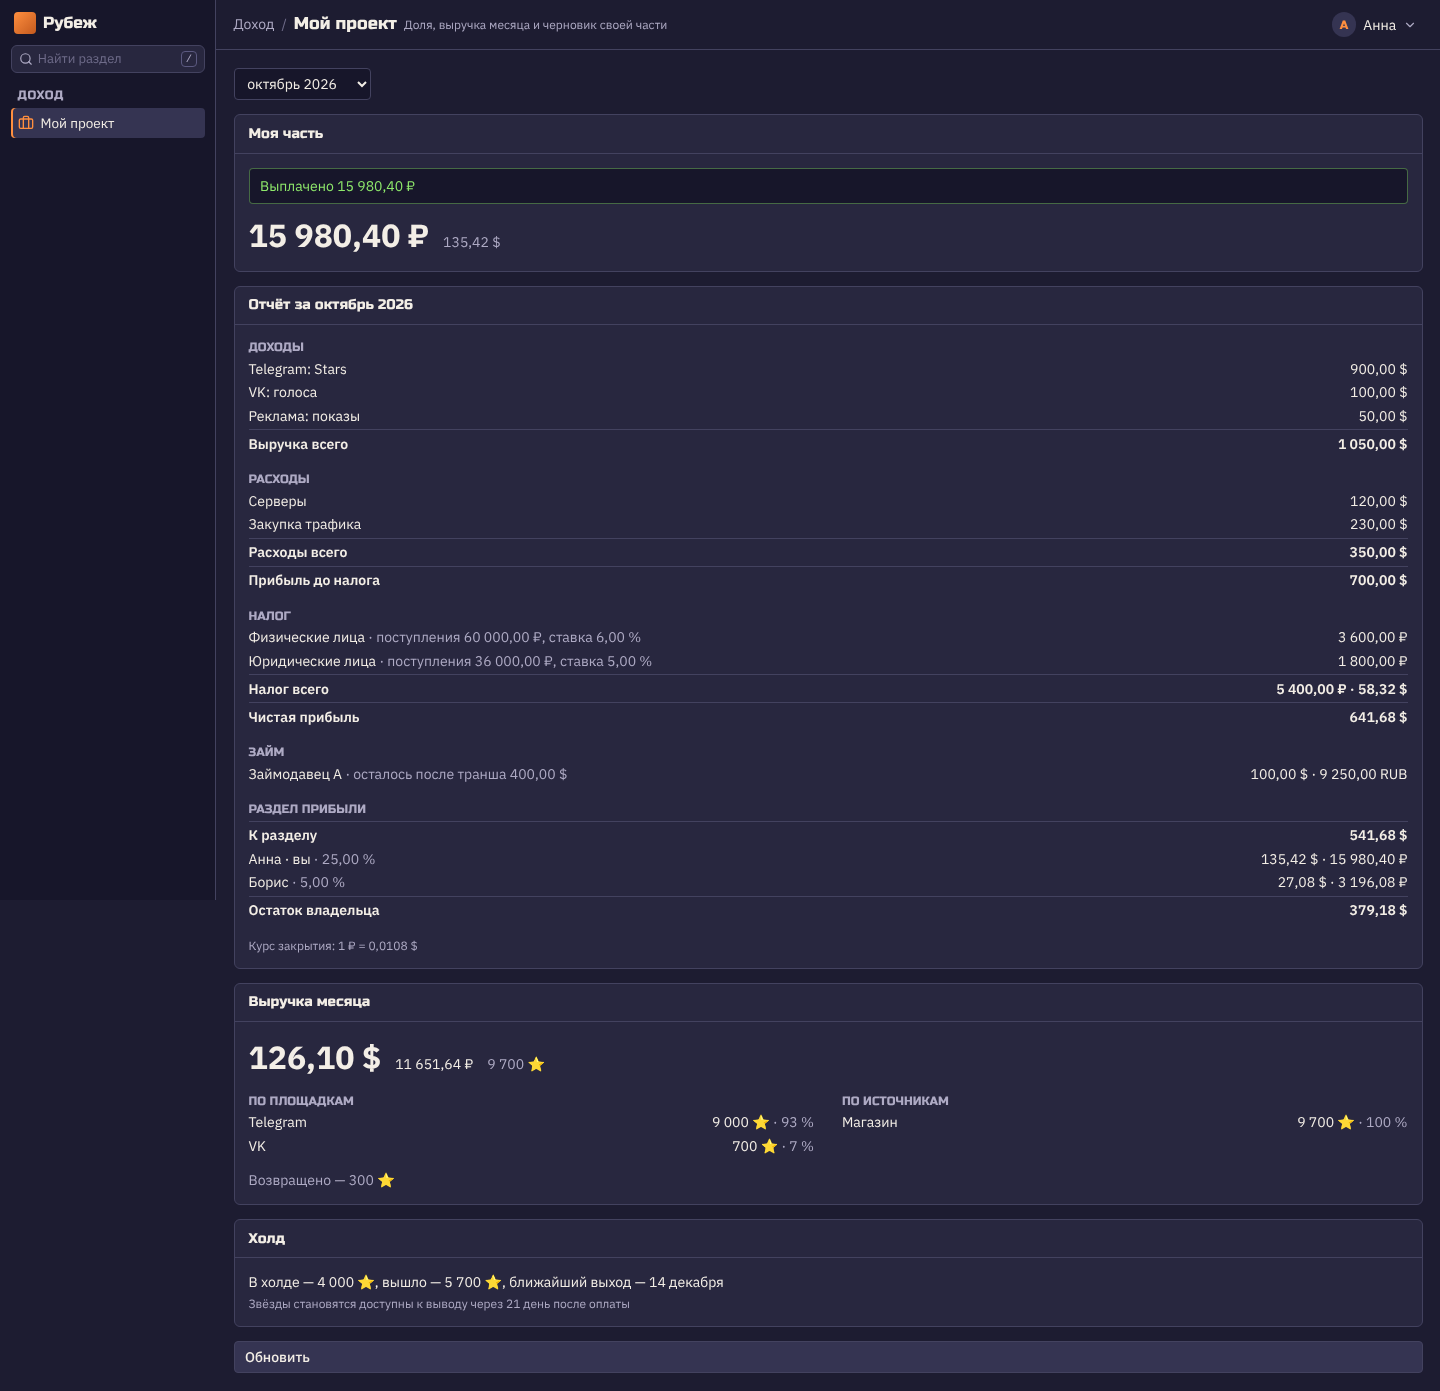 Рубеж
Найти раздел /
ДОХОД
Мой проект
Доход / Мой проект Доля, выручка месяца и черновик своей части
А Анна
октябрь 2026
Моя часть
Выплачено 15 980,40 ₽
15 980,40 ₽ 135,42 $
Отчёт за октябрь 2026
ДОХОДЫ
Telegram: Stars 900,00 $
VK: голоса 100,00 $
Реклама: показы 50,00 $
Выручка всего 1 050,00 $
РАСХОДЫ
Серверы 120,00 $
Закупка трафика 230,00 $
Расходы всего 350,00 $
Прибыль до налога 700,00 $
НАЛОГ
Физические лица · поступления 60 000,00 ₽, ставка 6,00 % 3 600,00 ₽
Юридические лица · поступления 36 000,00 ₽, ставка 5,00 % 1 800,00 ₽
Налог всего 5 400,00 ₽ · 58,32 $
Чистая прибыль 641,68 $
ЗАЙМ
Займодавец А · осталось после транша 400,00 $ 100,00 $ · 9 250,00 RUB
РАЗДЕЛ ПРИБЫЛИ
К разделу 541,68 $
Анна · вы · 25,00 % 135,42 $ · 15 980,40 ₽
Борис · 5,00 % 27,08 $ · 3 196,08 ₽
Остаток владельца 379,18 $
Курс закрытия: 1 ₽ = 0,0108 $
Выручка месяца
126,10 $ 11 651,64 ₽ 9 700 ⭐
ПО ПЛОЩАДКАМ
Telegram 9 000 ⭐ · 93 %
VK 700 ⭐ · 7 %
ПО ИСТОЧНИКАМ
Магазин 9 700 ⭐ · 100 %
Возвращено — 300 ⭐
Холд
В холде — 4 000 ⭐, вышло — 5 700 ⭐, ближайший выход — 14 декабря
Звёзды становятся доступны к выводу через 21 день после оплаты
Обновить